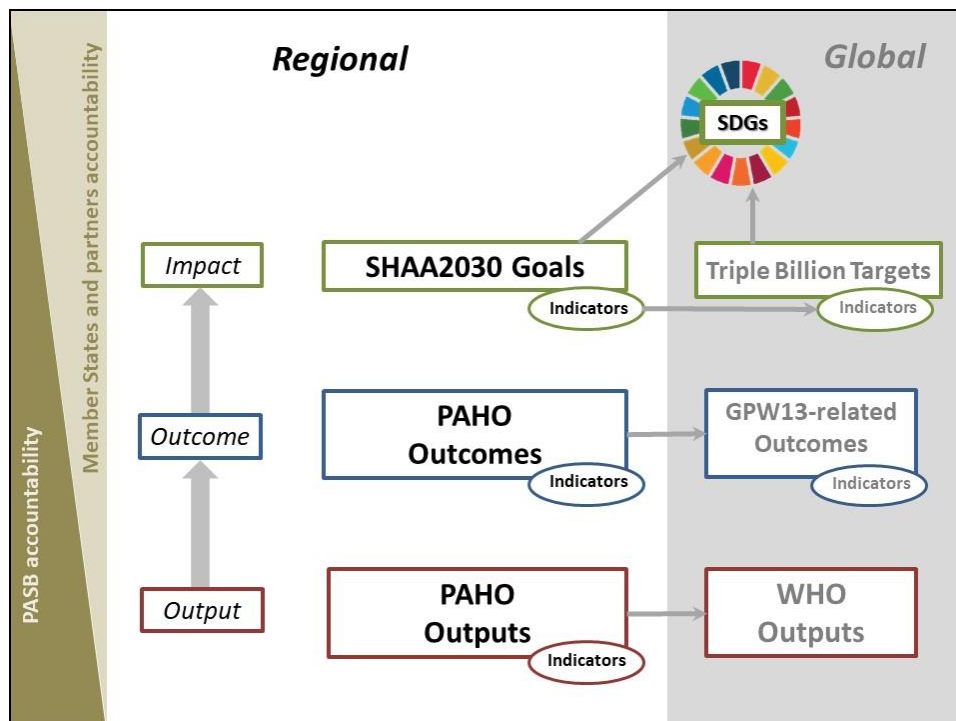 Regional
Global
SDGs
Impact
SHAA2030 Goals
Indicators
Triple Billion Targets
Indicators
Outcome
PAHO
Outcomes
Indicators
GPW13-related
Outcomes
Indicators
Output
PAHO
Outputs
Indicators
WHO
Outputs
PASB accountability
Member States and partners accountability